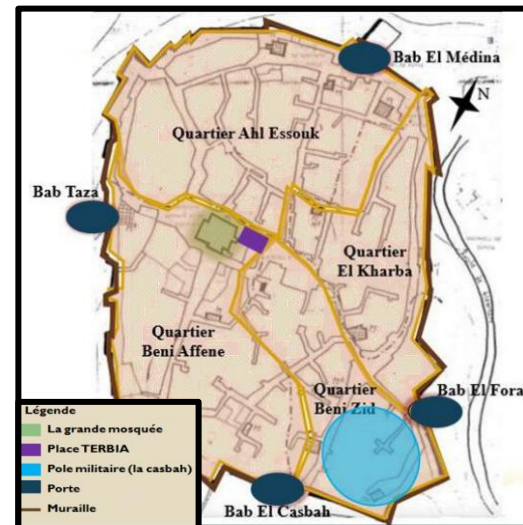 Bab El Médina
N
Quartier Ahl Essouk
Bab Taza
Quartier
El Kharba
Quartier
Beni Affene
Quartier
Beni Zid
Bab El Fora
Bab El Casbah
Légende
La grande mosquée
Place TERBIA
Pole militaire (la casbah)
Porte
Muraille